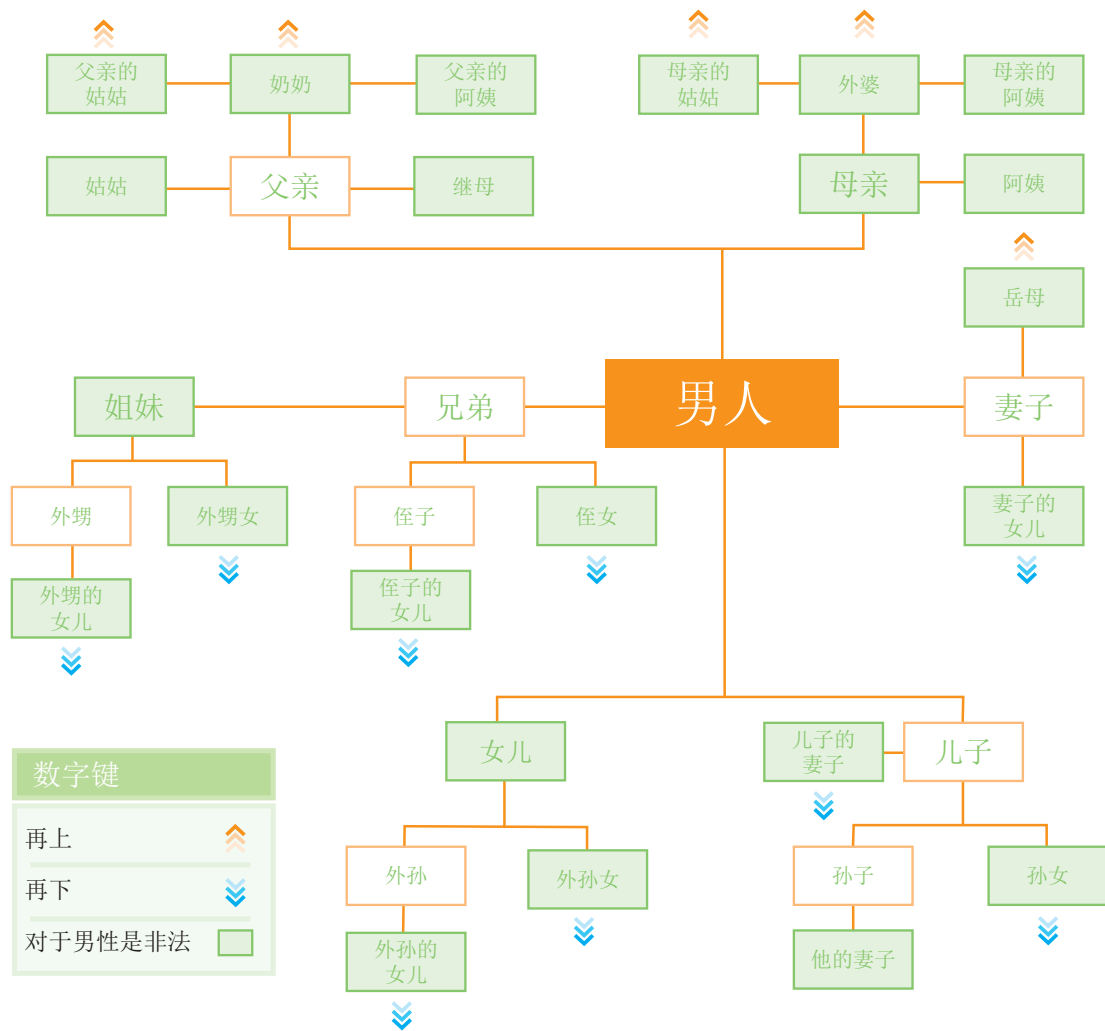 父亲的
姑姑
奶奶
父亲的
阿姨
母亲的
姑姑
外婆
母亲的
阿姨
姑姑
父亲
继母
母亲
阿姨
岳母
姐妹
兄弟
男人
妻子
外甥
外甥女
侄子
侄女
妻子的
女儿
外甥的
女儿
侄子的
女儿
女儿
儿子的
妻子
儿子
数字键
再上
再下
对于男性是非法
外孙
外孙女
孙子
孙女
外孙的
女儿
他的妻子